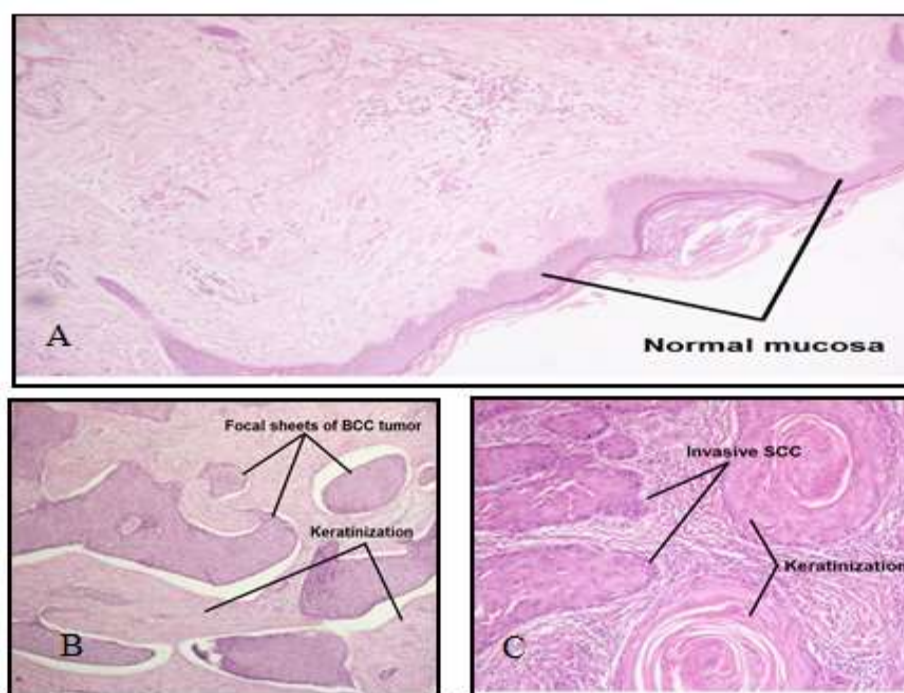 Normal mucosa
A
Focal sheets of BCC tumor
Keratinization
B
Invasive SCC
Keratinization
C